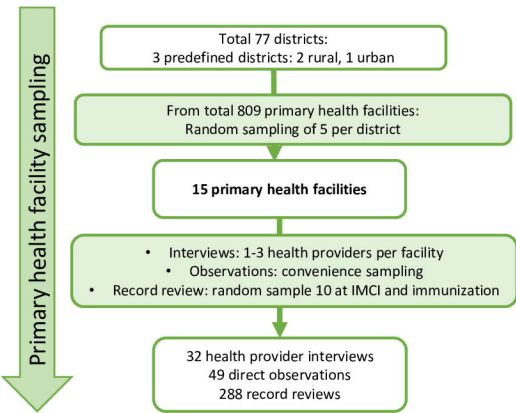 Primary health facility sampling
Total 77 districts:
3 predefined districts: 2 rural, 1 urban
From total 809 primary health facilities:
Random sampling of 5 per district
15 primary health facilities
• Interviews: 1-3 health providers per facility
• Observations: convenience sampling
• Record review: random sample 10 at IMCI and immunization
32 health provider interviews
49 direct observations
288 record reviews